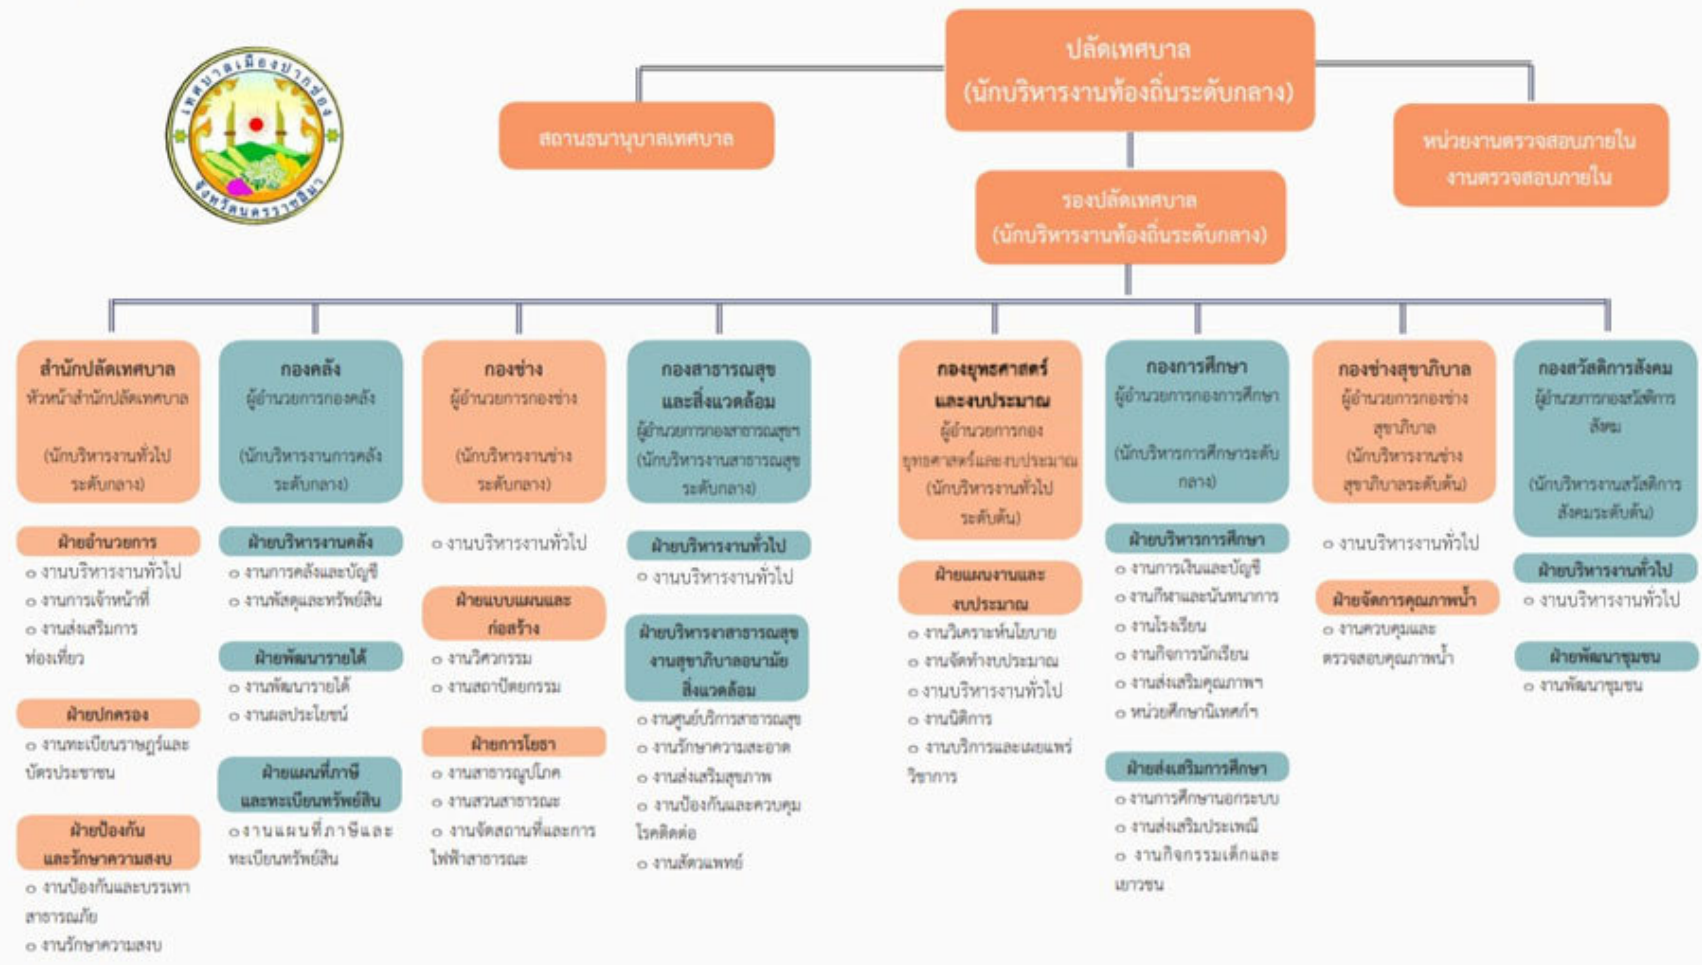 เทศบาลเมืองปากช่อง
จังหวัดนครราชสีมา
ปลัดเทศบาล
(นักบริหารงานท้องถิ่นระดับกลาง)
สถานธนานุบาลเทศบาล
หน่วยงานตรวจสอบภายใน
งานตรวจสอบภายใน
รองปลัดเทศบาล
(นักบริหารงานท้องถิ่นระดับกลาง)
สำนักปลัดเทศบาล
หัวหน้าสำนักปลัดเทศบาล
(นักบริหารงานทั่วไป
ระดับกลาง)
ฝ่ายอำนวยการ
o งานบริหารงานทั่วไป
o งานการเจ้าหน้าที่
o งานส่งเสริมการ
ท่องเที่ยว
ฝ่ายปกครอง
o งานทะเบียนราษฎร์และ
บัตรประชาชน
ฝ่ายป้องกัน
และรักษาความสงบ
o งานป้องกันและบรรเทา
สาธารณภัย
o งานรักษาความสงบ
กองคลัง
ผู้อำนวยการกองคลัง
(นักบริหารงานการคลัง
ระดับกลาง)
ฝ่ายบริหารงานคลัง
o งานการคลังและบัญชี
o งานพัสดุและทรัพย์สิน
ฝ่ายพัฒนารายได้
o งานพัฒนารายได้
o งานผลประโยชน์
ฝ่ายแผนที่ภาษี
และทะเบียนทรัพย์สิน
o งานแผนที่ภาษีและ
ทะเบียนทรัพย์สิน
กองช่าง
ผู้อำนวยการกองช่าง
(นักบริหารงานช่าง
ระดับกลาง)
o งานบริหารงานทั่วไป
ฝ่ายแบบแผนและ
ก่อสร้าง
o งานวิศวกรรม
o งานสถาปัตยกรรม
ฝ่ายการโยธา
o งานสาธารณูปโภค
o งานสวนสาธารณะ
o งานจัดสถานที่และการ
ไฟฟ้าสาธารณะ
กองสาธารณสุข
และสิ่งแวดล้อม
ผู้อำนวยการกองสาธารณสุขฯ
(นักบริหารงานสาธารณสุข
ระดับกลาง)
ฝ่ายบริหารงานทั่วไป
o งานบริหารงานทั่วไป
ฝ่ายบริหารงาสาธารณสุข
งานสุขาภิบาลอนามัย
สิ่งแวดล้อม
o งานศูนย์บริการสาธารณสุข
o งานรักษาความสะอาด
o งานส่งเสริมสุขภาพ
o งานป้องกันและควบคุม
โรคติดต่อ
o งานสัตวแพทย์
กองยุทธศาสตร์
และงบประมาณ
ผู้อำนวยการกอง
ยุทธศาสตร์และงบประมาณ
(นักบริหารงานทั่วไป
ระดับต้น)
ฝ่ายแผนงานและ
งบประมาณ
o งานวิเคราะห์นโยบาย
o งานจัดทำงบประมาณ
o งานบริหารงานทั่วไป
o งานนิติการ
o งานบริการและเผยแพร่
วิชาการ
กองการศึกษา
ผู้อำนวยการกองการศึกษา
(นักบริหารการศึกษาระดับ
กลาง)
ฝ่ายบริหารการศึกษา
o งานการเงินและบัญชี
o งานกีฬาและนันทนาการ
o งานโรงเรียน
o งานกิจการนักเรียน
o งานส่งเสริมคุณภาพฯ
o หน่วยศึกษานิเทศก์ฯ
ฝ่ายส่งเสริมการศึกษา
o งานการศึกษานอกระบบ
o งานส่งเสริมประเพณี
o งานกิจกรรมเด็กและ
เยาวชน
กองช่างสุขาภิบาล
ผู้อำนวยการกองช่าง
สุขาภิบาล
(นักบริหารงานช่าง
สุขาภิบาลระดับต้น)
o งานบริหารงานทั่วไป
ฝ่ายจัดการคุณภาพน้ำ
o งานควบคุมและ
ตรวจสอบคุณภาพน้ำ
กองสวัสดิการสังคม
ผู้อำนวยการกองสวัสดิการ
สังคม
(นักบริหารงานสวัสดิการ
สังคมระดับต้น)
ฝ่ายบริหารงานทั่วไป
o งานบริหารงานทั่วไป
ฝ่ายพัฒนาชุมชน
o งานพัฒนาชุมชน